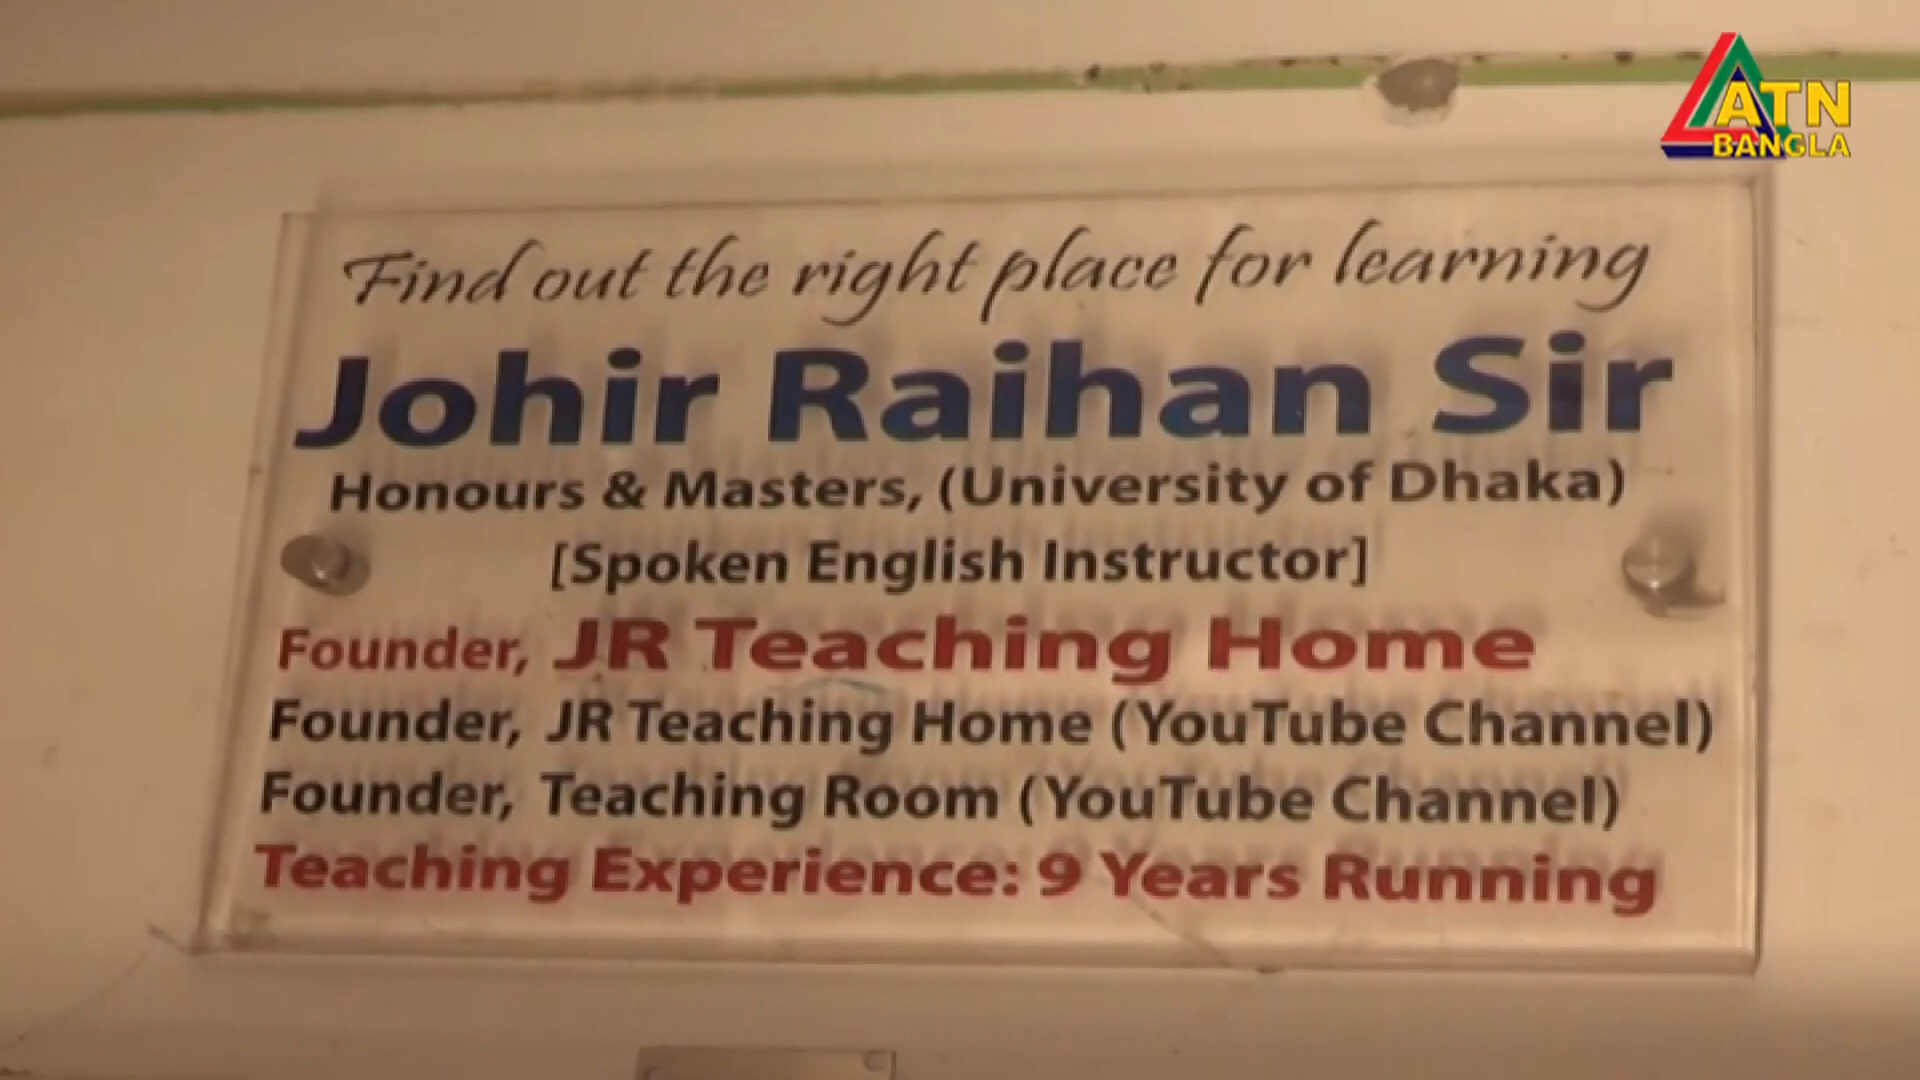 ATN
BANGLA
Find out the right place for learning
Johir Raihan Sir
Honours & Masters, (University of Dhaka)
[Spoken English Instructor]
Founder, JR Teaching Home
Founder, JR Teaching Home (YouTube Channel)
Founder, Teaching Room (YouTube Channel)
Teaching Experience: 9 Years Running